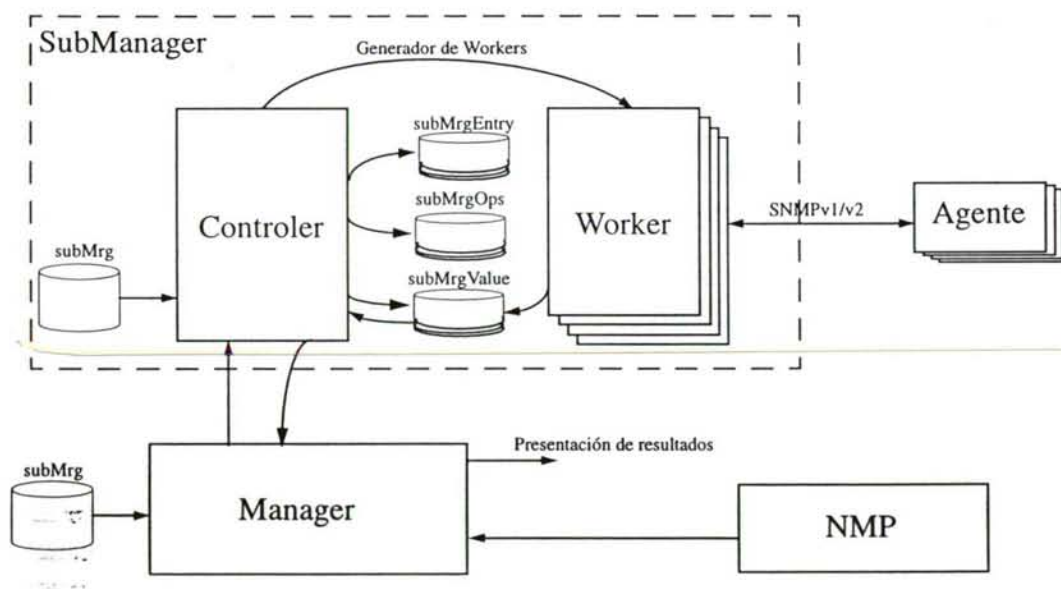 SubManager
Generador de Workers
subMrgEntry
subMrgOps
subMrgValue
Controler
Worker
SNMPv1/v2
Agente
subMrg
Presentación de resultados
subMrg
Manager
NMP